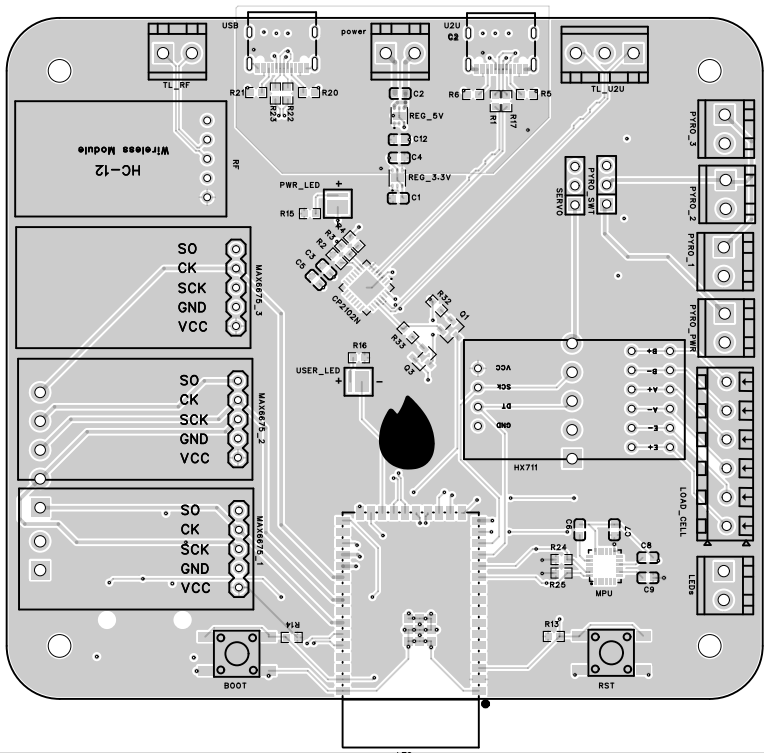 USB
power
U2U
C2
TL_RF
TL_U2U
R21
R20
R23
R22
R6
R5
R1
R17
C2
REG_5V
C12
C4
REG_3.3V
C1
PYRO_3
HC-12
Wireless Module
RF
PWR_LED
+
R15
SERVO
PYRO_SWT
PYRO_2
R4
R3
R2
C3
C5
CP2102N
PYRO_1
SO
CK
SCK
GND
VCC
MAX6675_3
R32
Q1
R33
Q3
PYRO_PWR
R16
USER_LED
+ -
VCC
SCK
DT
GND
B+
B-
A+
A-
E-
E+
HX711
SO
CK
SCK
GND
VCC
MAX6675_2
LOAD_CELL
SO
CK
SCK
GND
VCC
MAX6675_1
C6
C7
R24
R25
C8
C9
MPU
LEDs
R14
BOOT
R13
RST